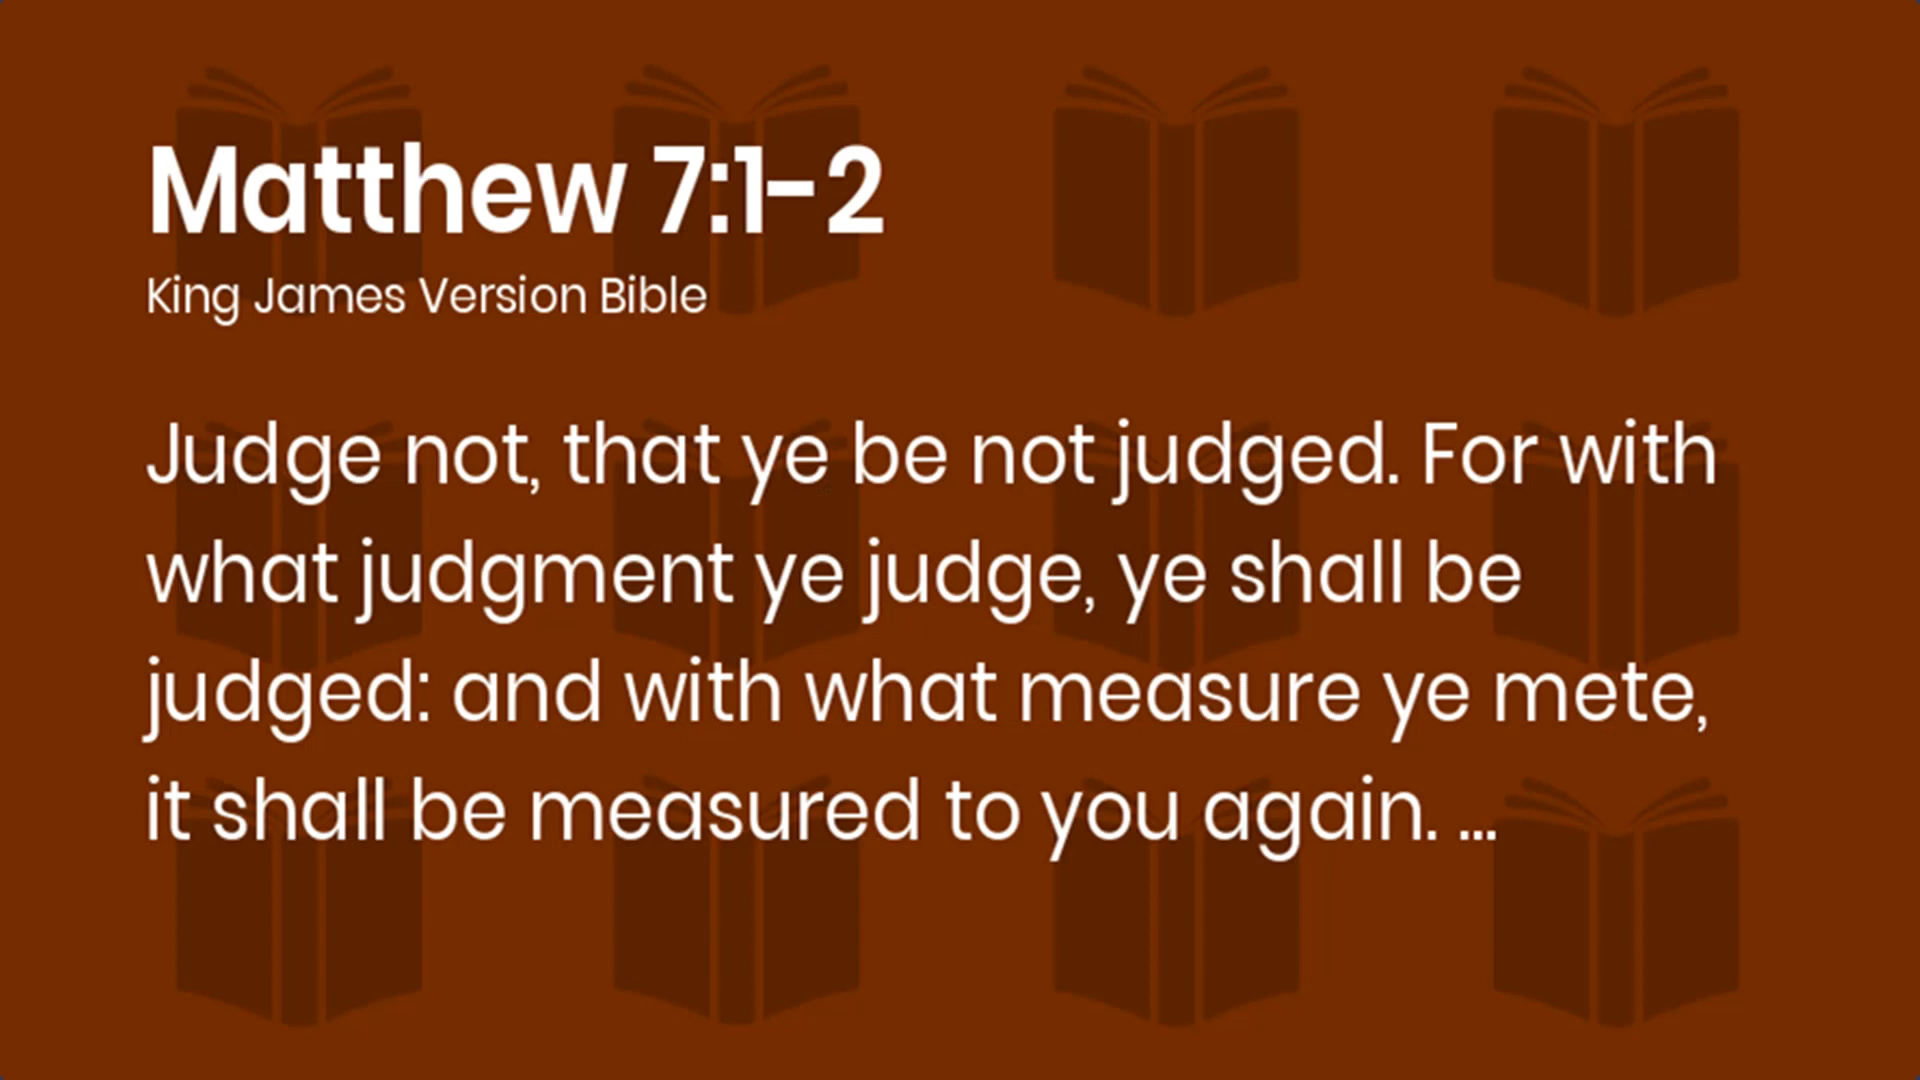 Matthew 7:1-2
King James Version Bible
Judge not, that ye be not judged. For with
what judgment ye judge, ye shall be
judged: and with what measure ye mete,
it shall be measured to you again. ...